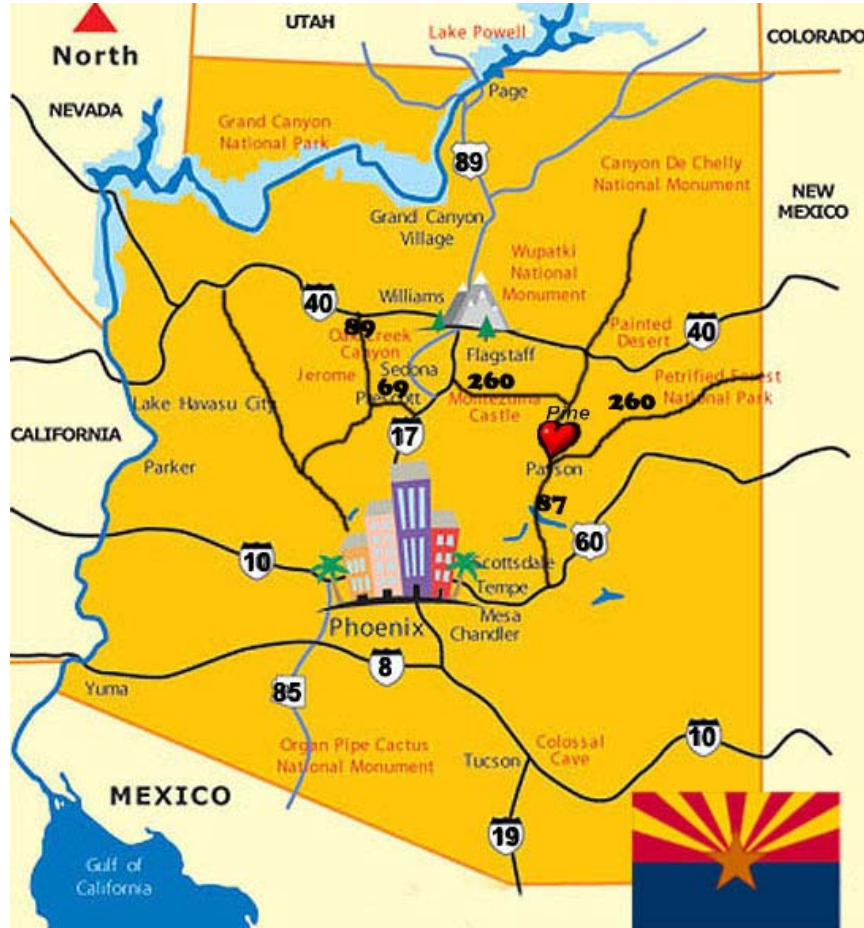 UTAH
Lake Powell
COLORADO
North
NEVADA
Page
Grand Canyon
National Park
89
Canyon De Chelly
National Monument
NEW
MEXICO
Grand Canyon
Village
Wupatki
National
Monument
Williams
40
89
Oak Creek
Canyon
Painted
Desert
40
Flagstaff
Sedona
Jerome
69
260
Petrified Forest
National Park
Prescott
Montezuma
Castle
Pine
260
Lake Havasu City
CALIFORNIA
17
Parker
Payson
87
60
10
Scottsdale
Tempe
Mesa
Chandler
Phoenix
8
Yuma
85
Organ Pipe Cactus
National Monument
Tucson
Colossal
Cave
10
MEXICO
19
Gulf of
California